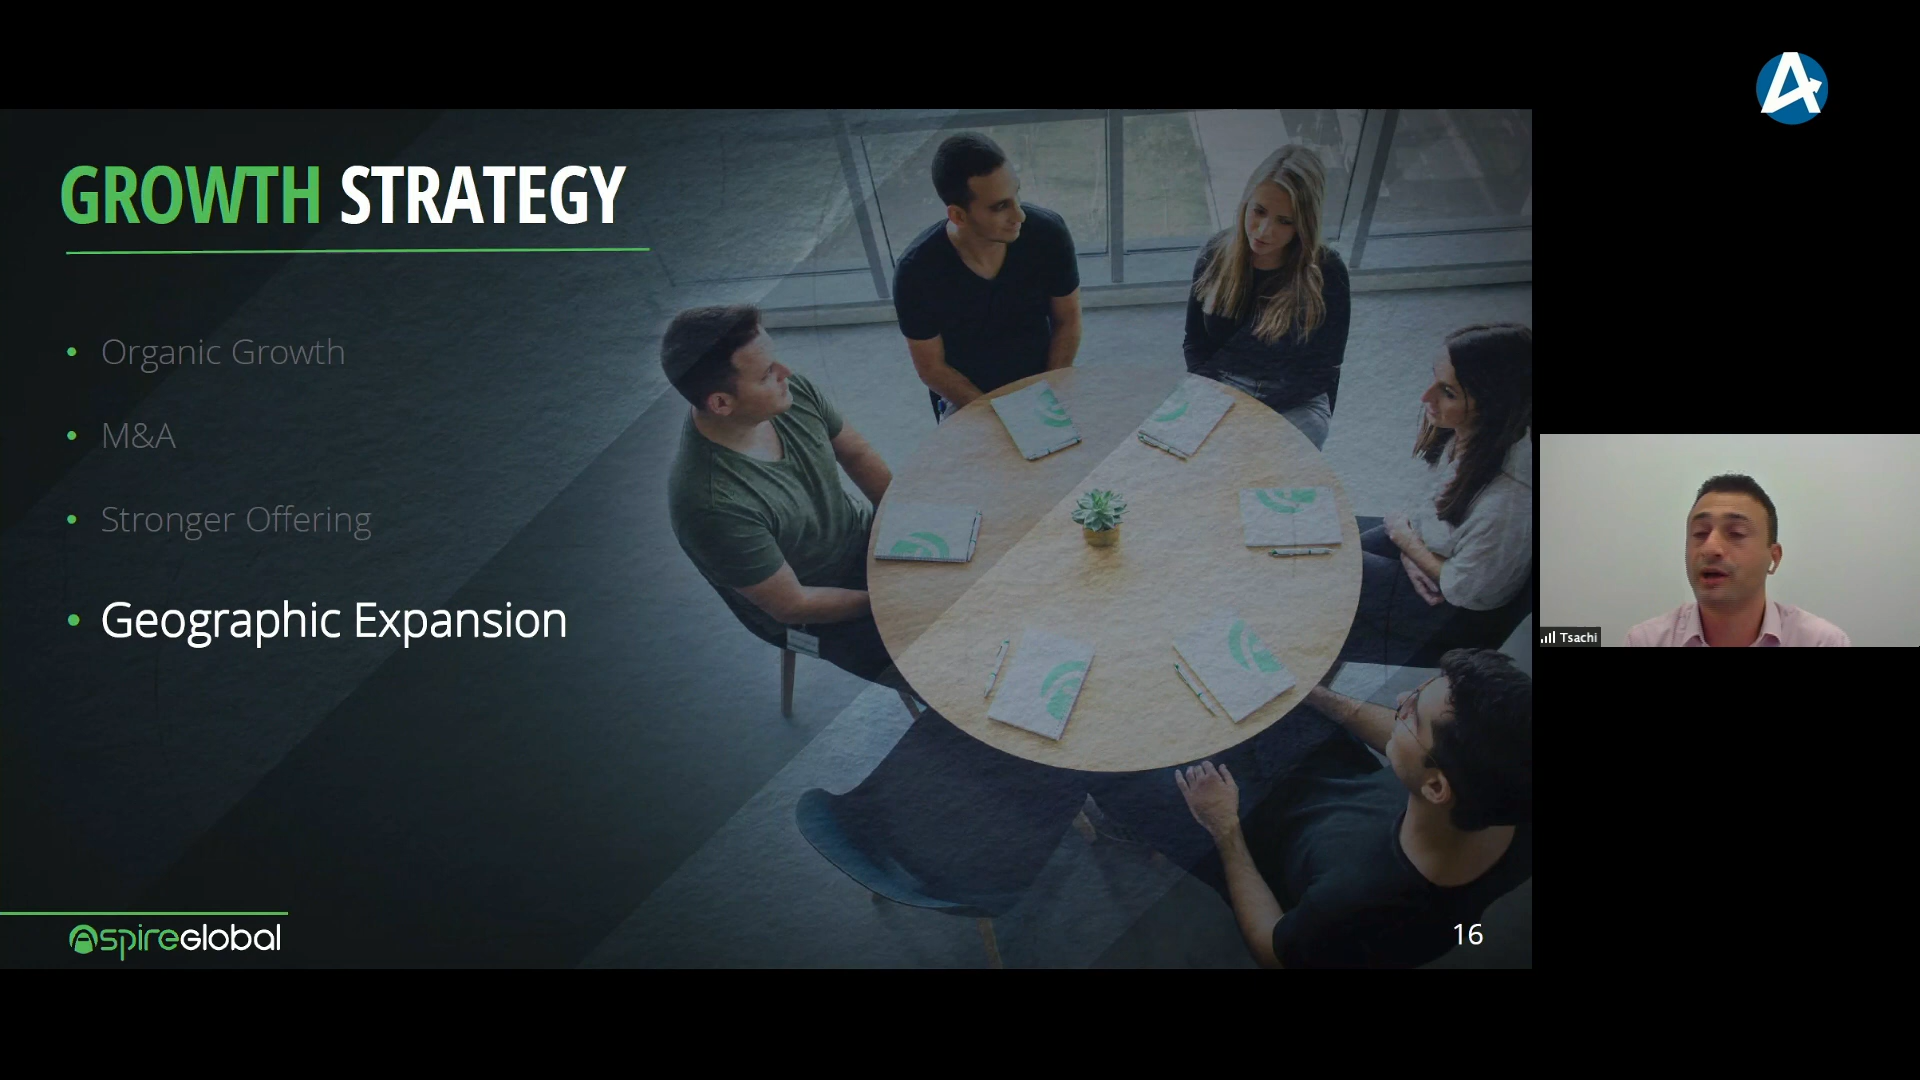 GROWTH STRATEGY
• Organic Growth
• M&A
• Stronger Offering
• Geographic Expansion
AspireGlobal
16
Tsachi